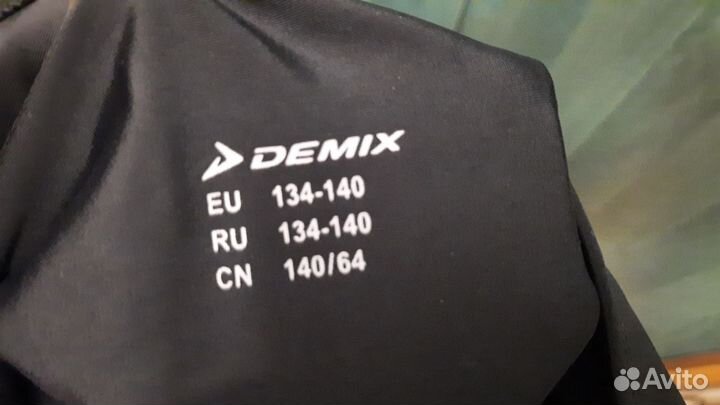 DEMIX
EU 134-140
RU 134-140
CN 140/64
Avito